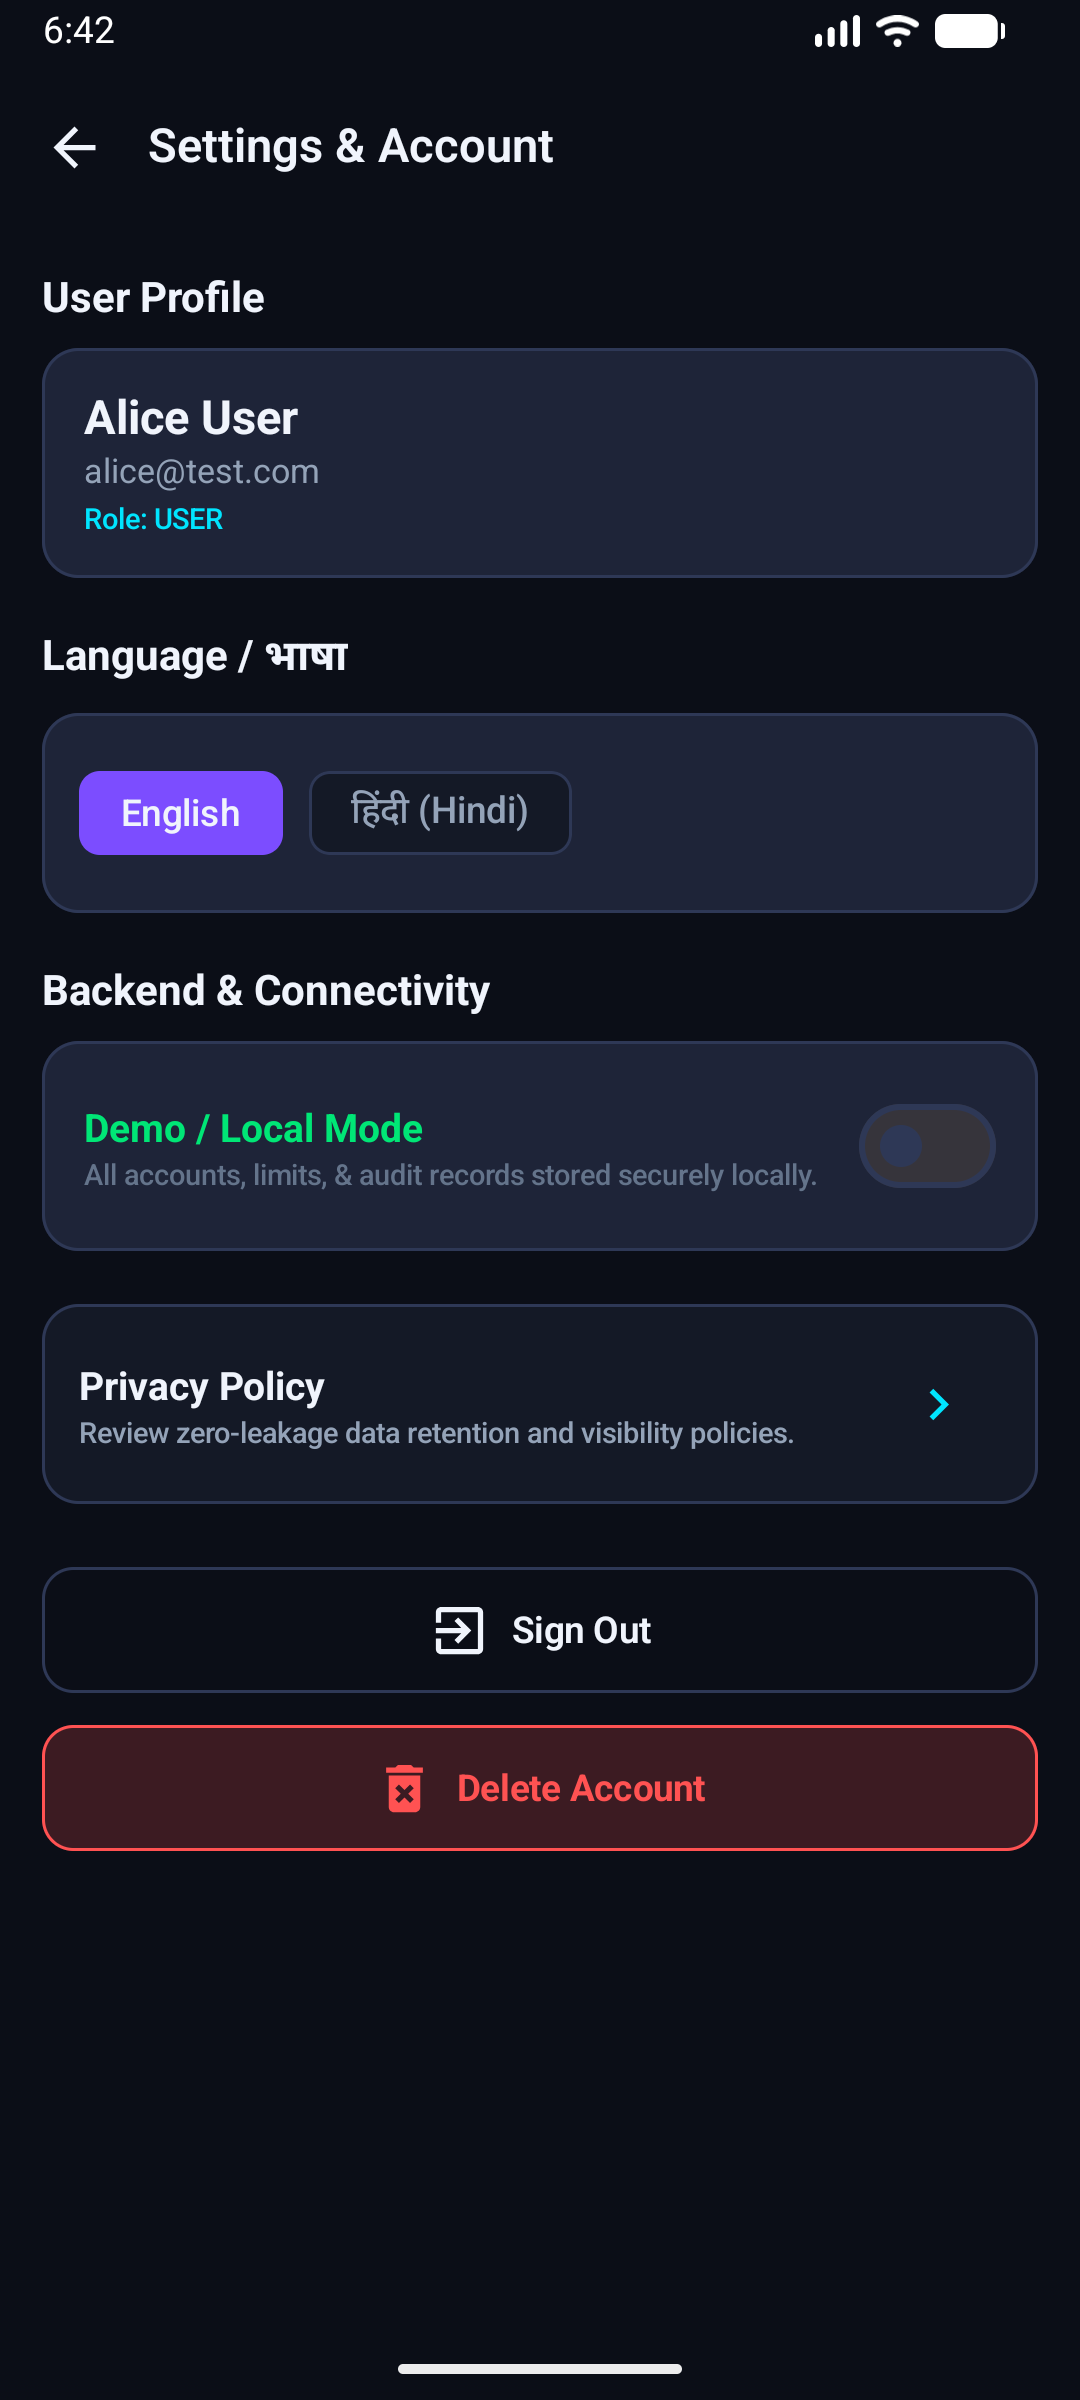 6:42
Settings & Account
User Profile
Alice User
alice@test.com
Role: USER
Language / भाषा
English
हिंदी (Hindi)
Backend & Connectivity
Demo / Local Mode
All accounts, limits, & audit records stored securely locally.
Privacy Policy
Review zero-leakage data retention and visibility policies.
Sign Out
Delete Account